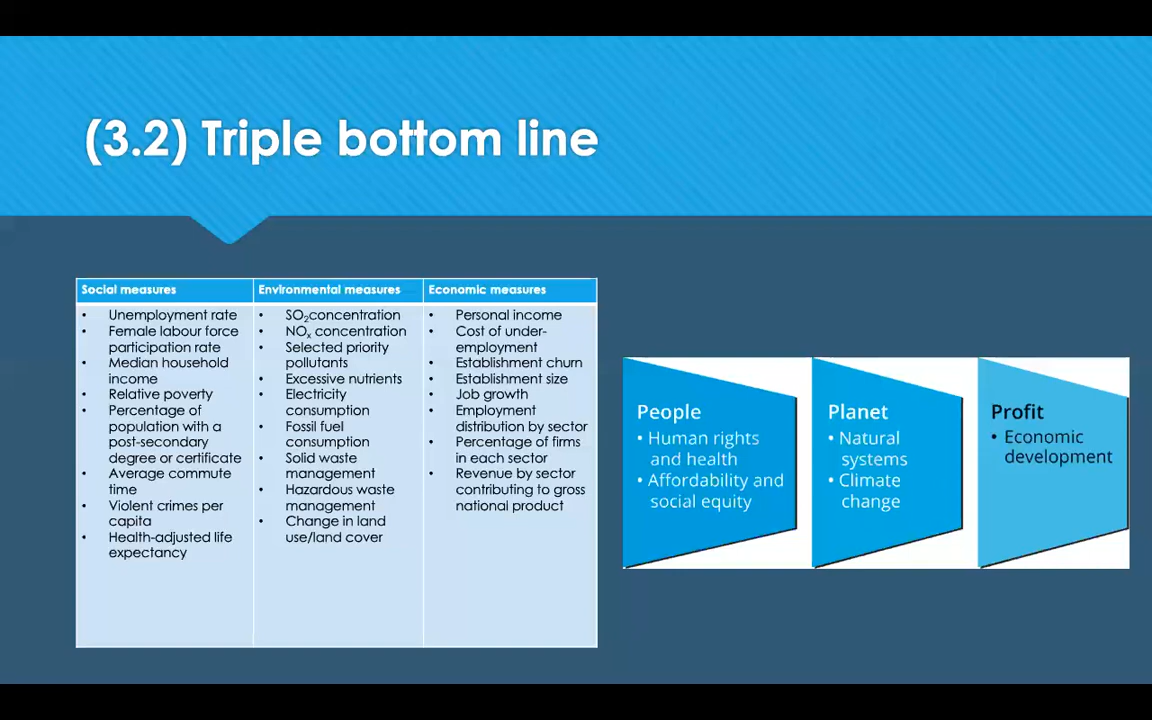 (3.2) Triple bottom line
Social measures
• Unemployment rate
• Female labour force
participation rate
• Median household
income
• Relative poverty
• Percentage of
population with a
post-secondary
degree or certificate
• Average commute
time
• Violent crimes per
capita
• Health-adjusted life
expectancy
Environmental measures
• SO₂concentration
• NOₓ concentration
• Selected priority
pollutants
• Excessive nutrients
• Electricity
consumption
• Fossil fuel
consumption
• Solid waste
management
• Hazardous waste
management
• Change in land
use/land cover
Economic measures
• Personal income
• Cost of under-
employment
• Establishment churn
• Establishment size
• Job growth
• Employment
distribution by sector
• Percentage of firms
in each sector
• Revenue by sector
contributing to gross
national product
People
• Human rights
and health
• Affordability and
social equity
Planet
• Natural
systems
• Climate
change
Profit
• Economic
development